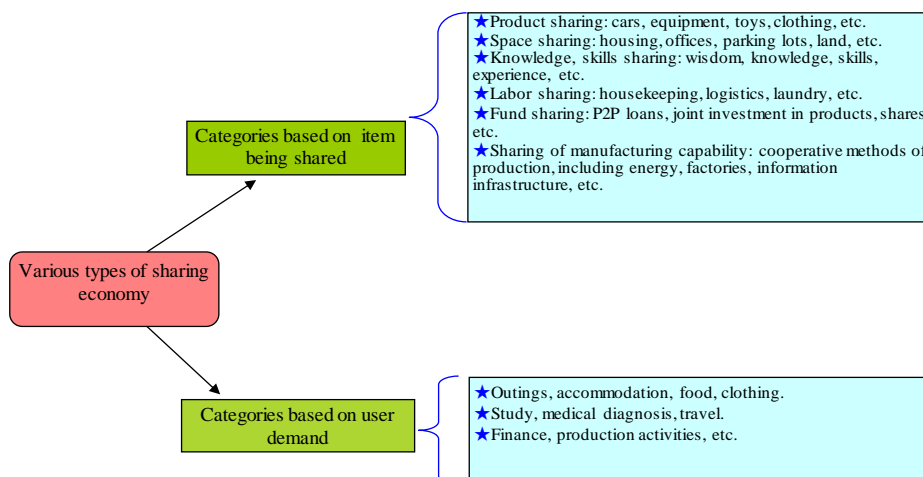 ★Product sharing: cars, equipment, toys, clothing, etc.
★Space sharing: housing, offices, parking lots, land, etc.
★Knowledge, skills sharing: wisdom, knowledge, skills,
experience, etc.
★Labor sharing: housekeeping, logistics, laundry, etc.
★Fund sharing: P2P loans, joint investment in products, shares
etc.
★Sharing of manufacturing capability: cooperative methods of
production, including energy, factories, information
infrastructure, etc.
Categories based on item
being shared
Various types of sharing
economy
Categories based on user
demand
★Outings, accommodation, food, clothing.
★Study, medical diagnosis, travel.
★Finance, production activities, etc.